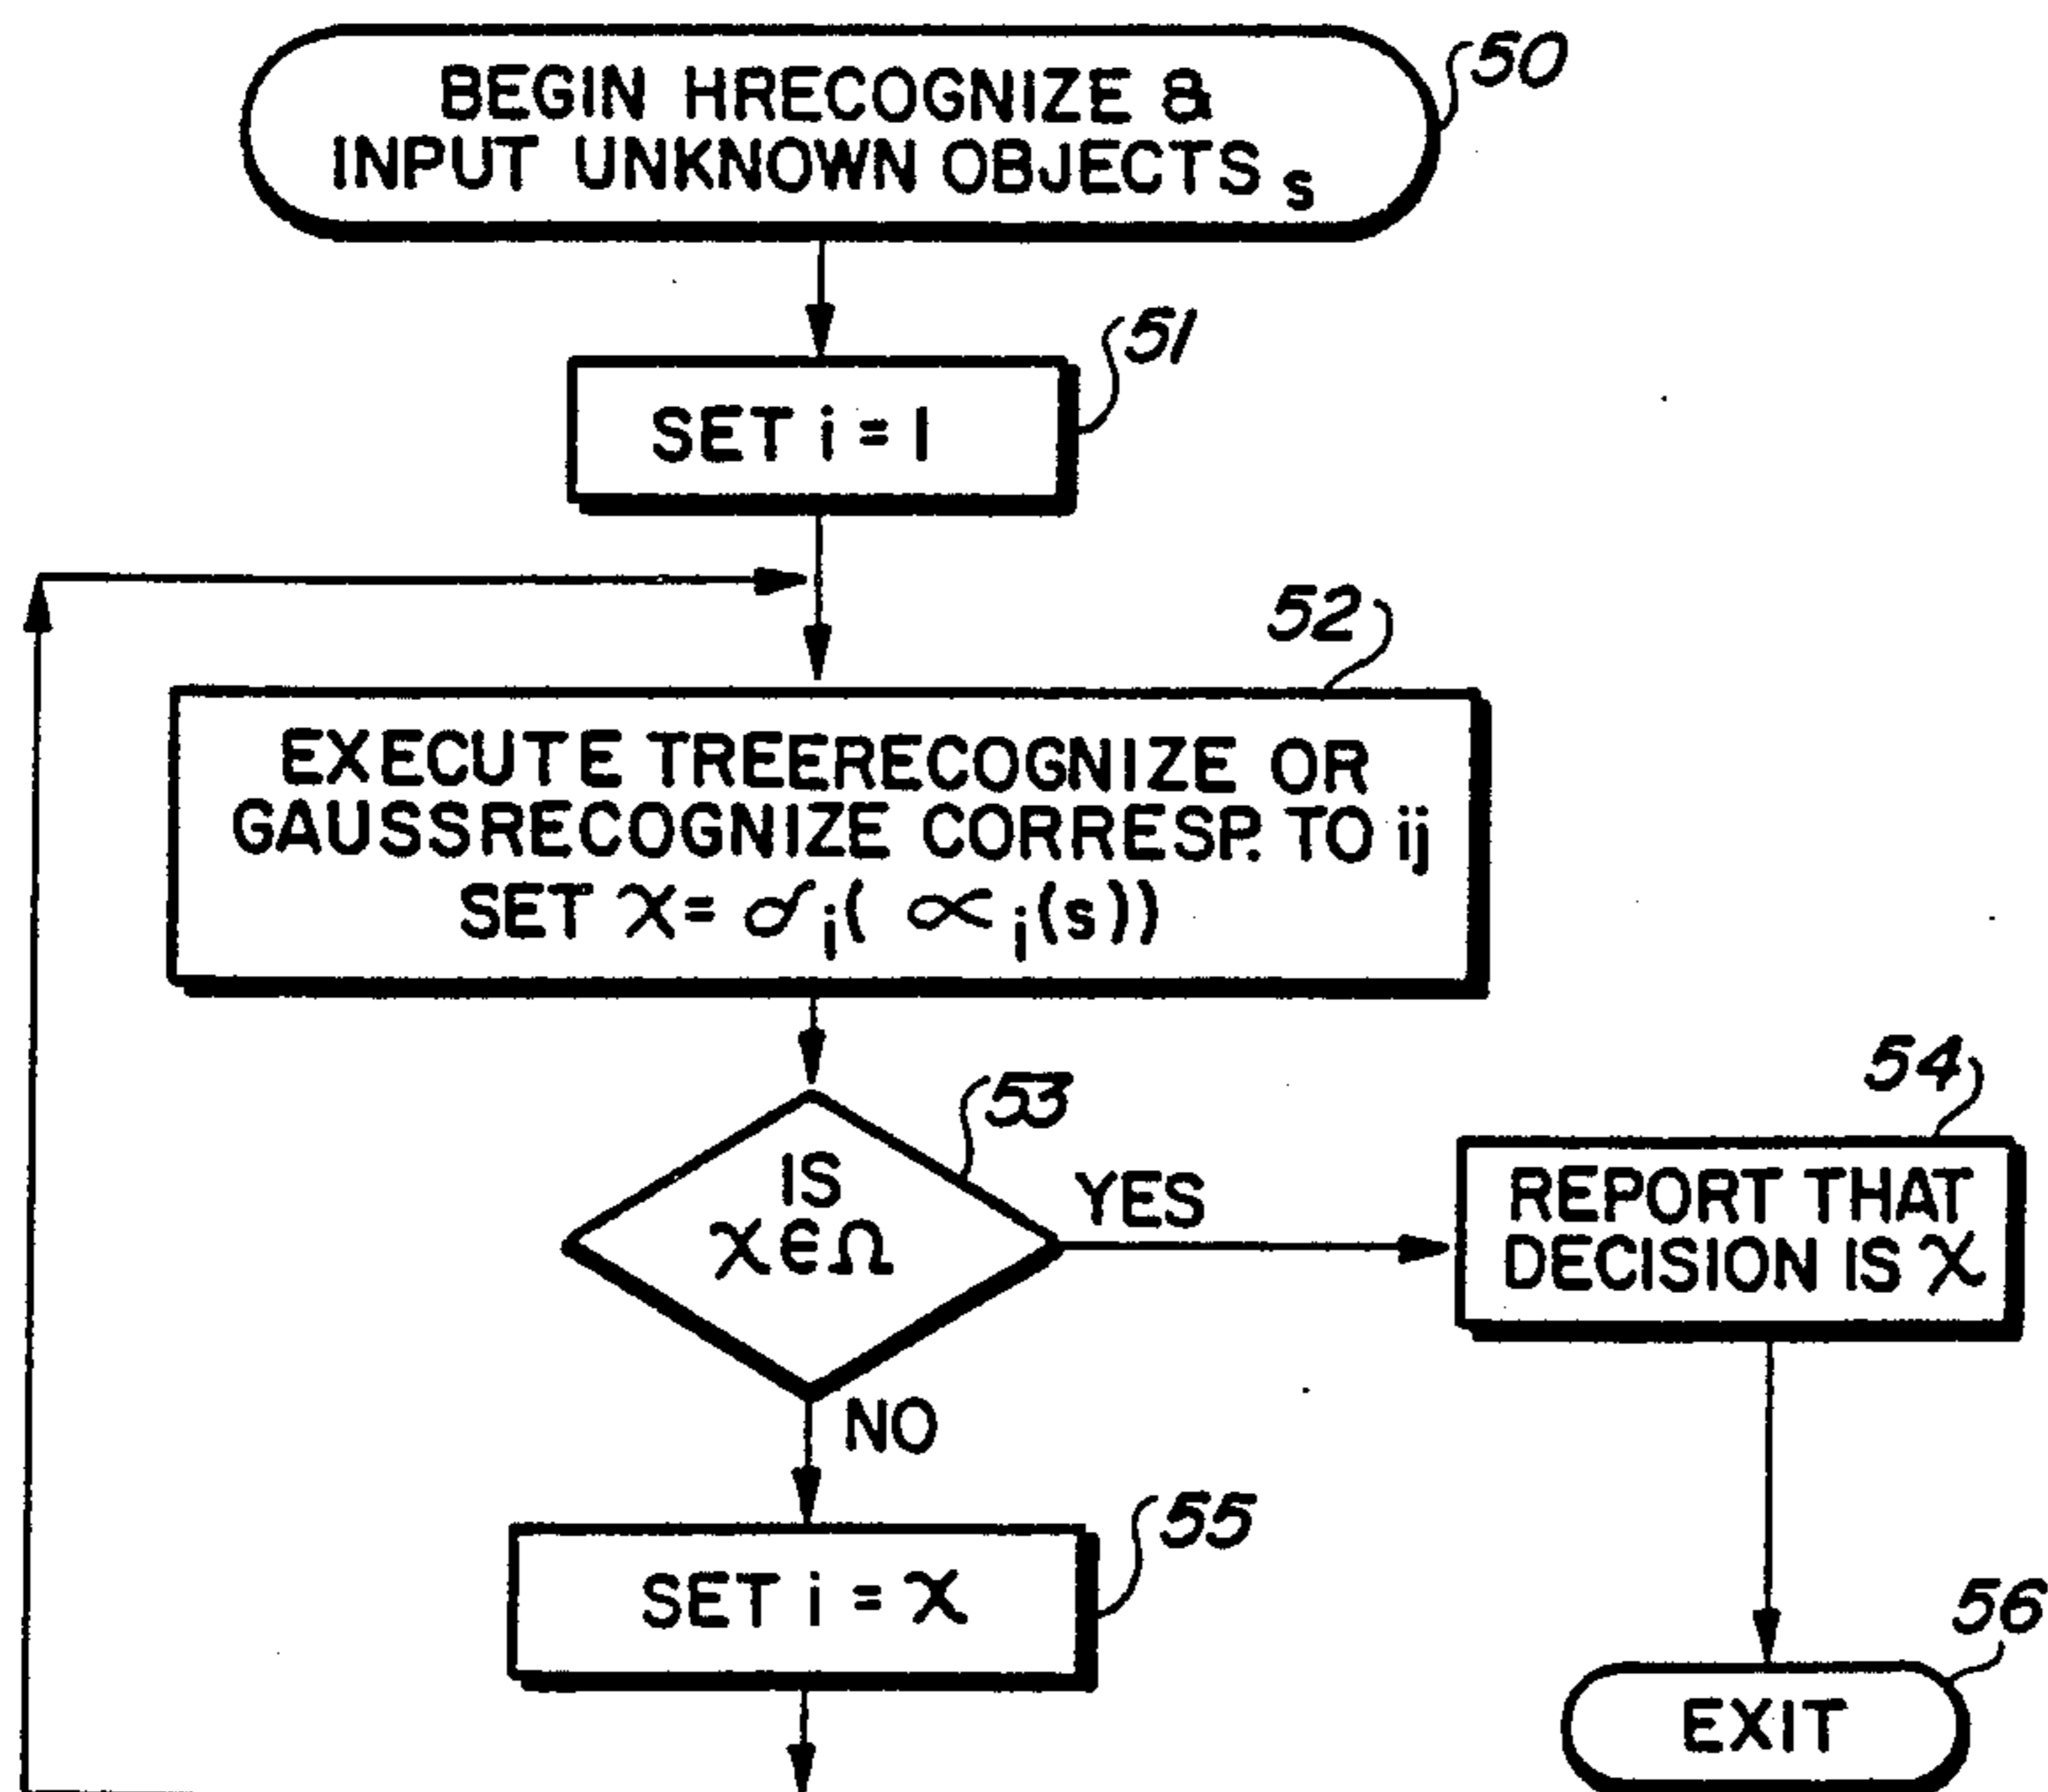 BEGIN HRECOGNIZE &
INPUT UNKNOWN OBJECTS s
50
SET i = 1
51
52
EXECUTE TREERECOGNIZE OR
GAUSSRECOGNIZE CORRESP. TO ij
SET χ = σi( αi(s))
53
IS
χ∈Ω
YES
54
REPORT THAT
DECISION IS χ
NO
SET i = χ
55
56
EXIT